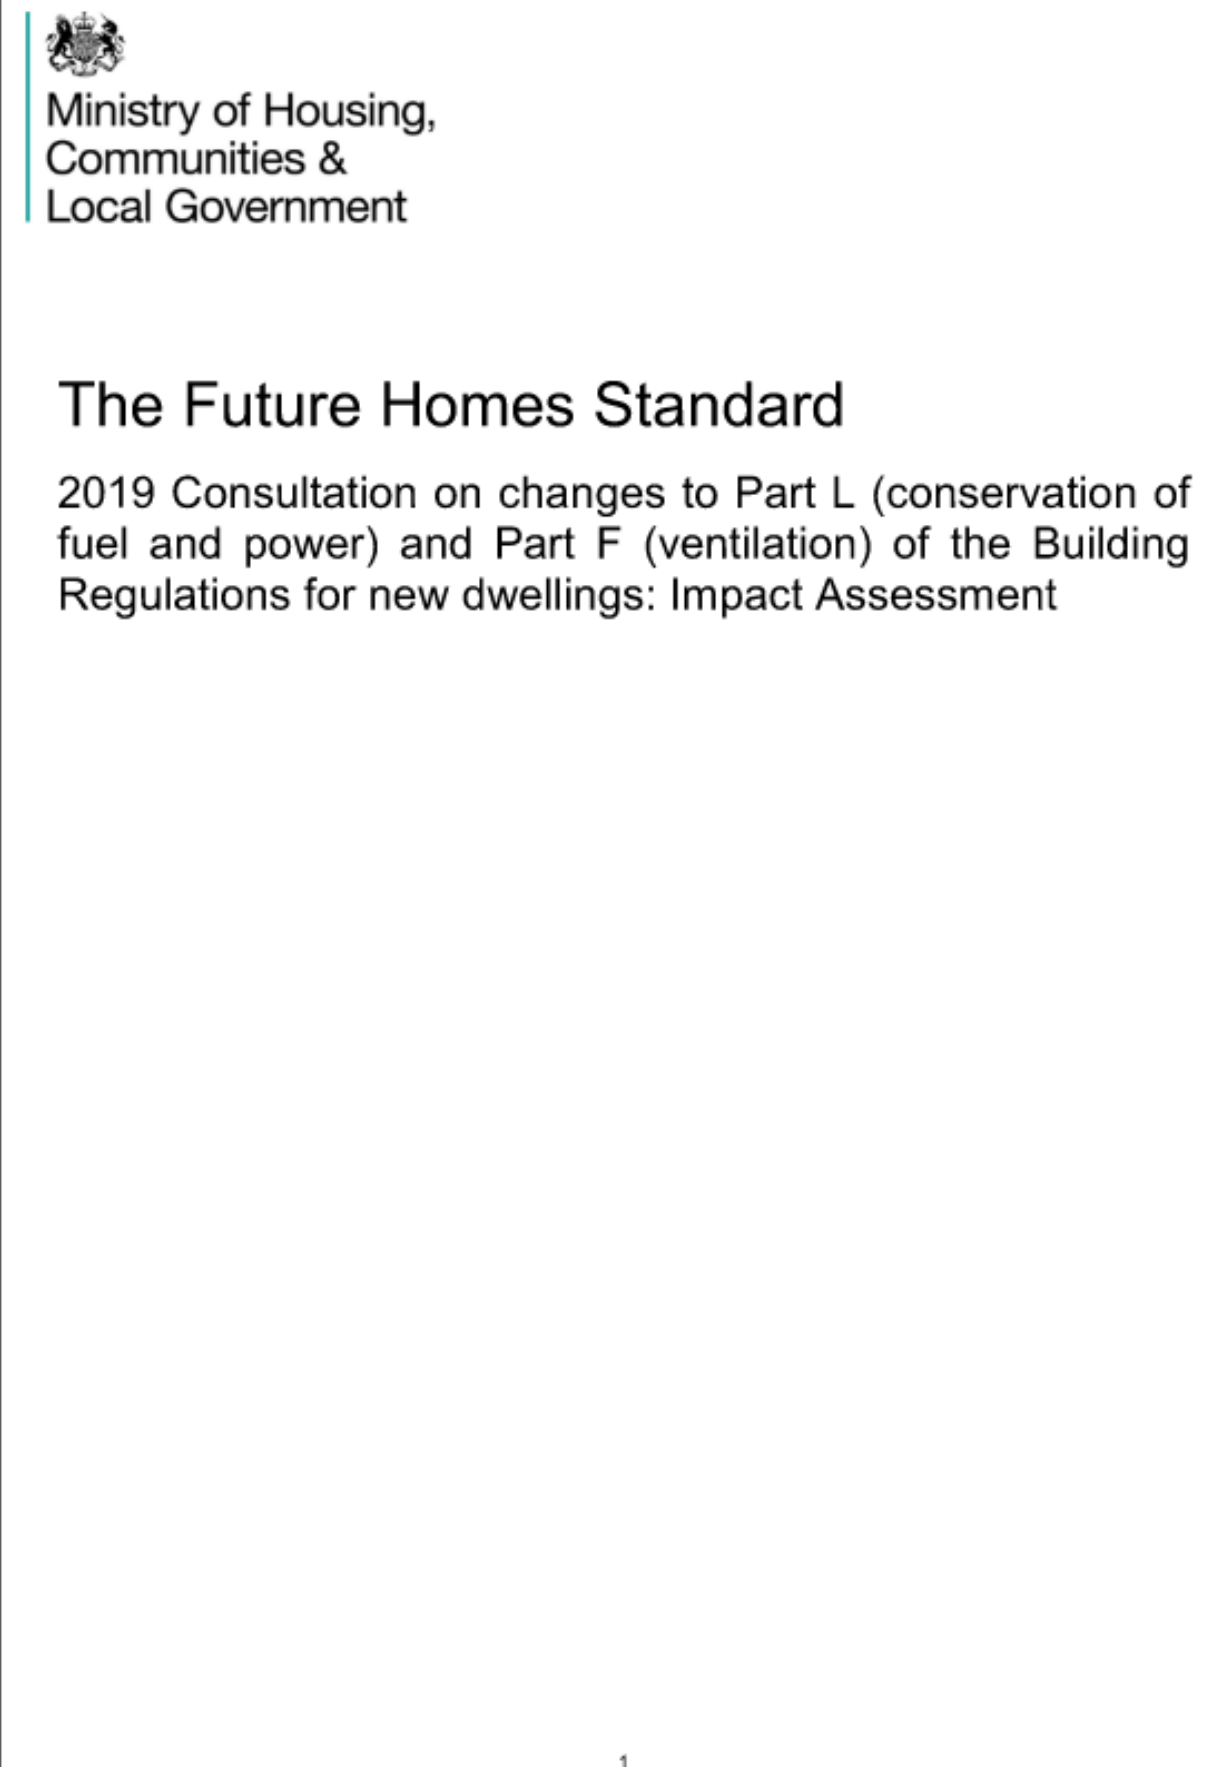 Ministry of Housing,
Communities &
Local Government
The Future Homes Standard
2019 Consultation on changes to Part L (conservation of
fuel and power) and Part F (ventilation) of the Building
Regulations for new dwellings: Impact Assessment
1